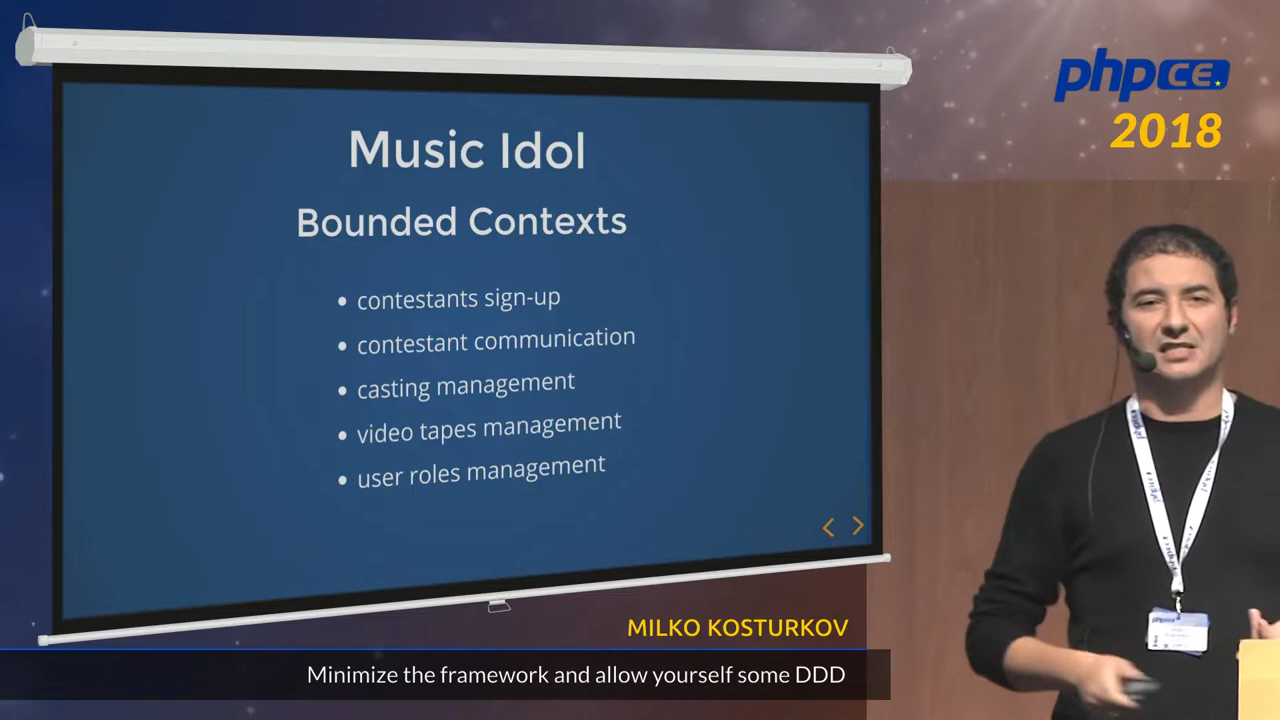 phpCE.
2018
Music Idol
Bounded Contexts
• contestants sign-up
• contestant communication
• casting management
• video tapes management
• user roles management
< >
MILKO KOSTURKOV
Minimize the framework and allow yourself some DDD